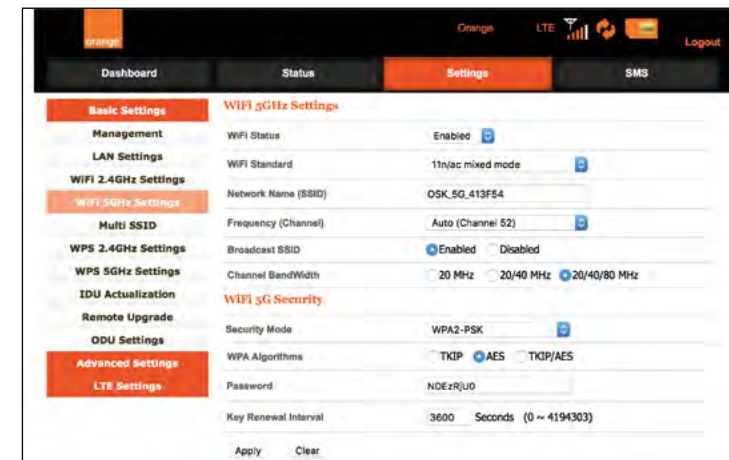 Orange LTE
orange
Logout
Dashboard Status Settings SMS
Basic Settings
Management
LAN Settings
WiFi 2.4GHz Settings
WiFi 5GHz Settings
Multi SSID
WPS 2.4GHz Settings
WPS 5GHz Settings
IDU Actualization
Remote Upgrade
ODU Settings
Advanced Settings
LTE Settings
WiFi 5GHz Settings
WiFi Status Enabled
WiFi Standard 11n/ac mixed mode
Network Name (SSID) OSK_5G_413F54
Frequency (Channel) Auto (Channel 52)
Broadcast SSID Enabled Disabled
Channel BandWidth 20 MHz 20/40 MHz 20/40/80 MHz
WiFi 5G Security
Security Mode WPA2-PSK
WPA Algorithms TKIP AES TKIP/AES
Password NDEzRjU0
Key Renewal Interval 3600 Seconds (0 ~ 4194303)
Apply Clear